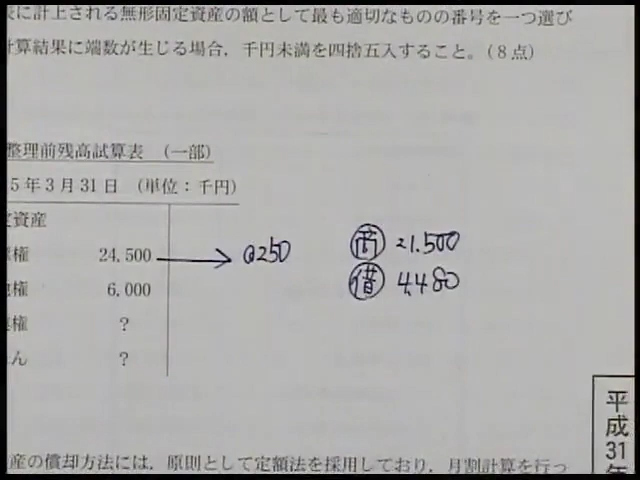 に計上される無形固定資産の額として最も適切なものの番号を一つ選び
計算結果に端数が生じる場合，千円未満を四捨五入すること。（8点）
整理前残高試算表 （一部）
5年3月31日 （単位：千円）
資産
権 24,500 → @250 商 21.500
権 6,000 借 4,480
権 ？
ん ？
産の償却方法には，原則として定額法を採用しており，月割計算を行っ
平成31年